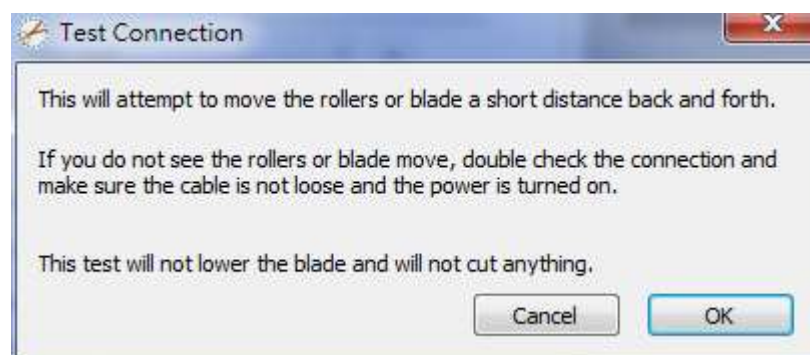 Test Connection
This will attempt to move the rollers or blade a short distance back and forth.
If you do not see the rollers or blade move, double check the connection and
make sure the cable is not loose and the power is turned on.
This test will not lower the blade and will not cut anything.
Cancel OK